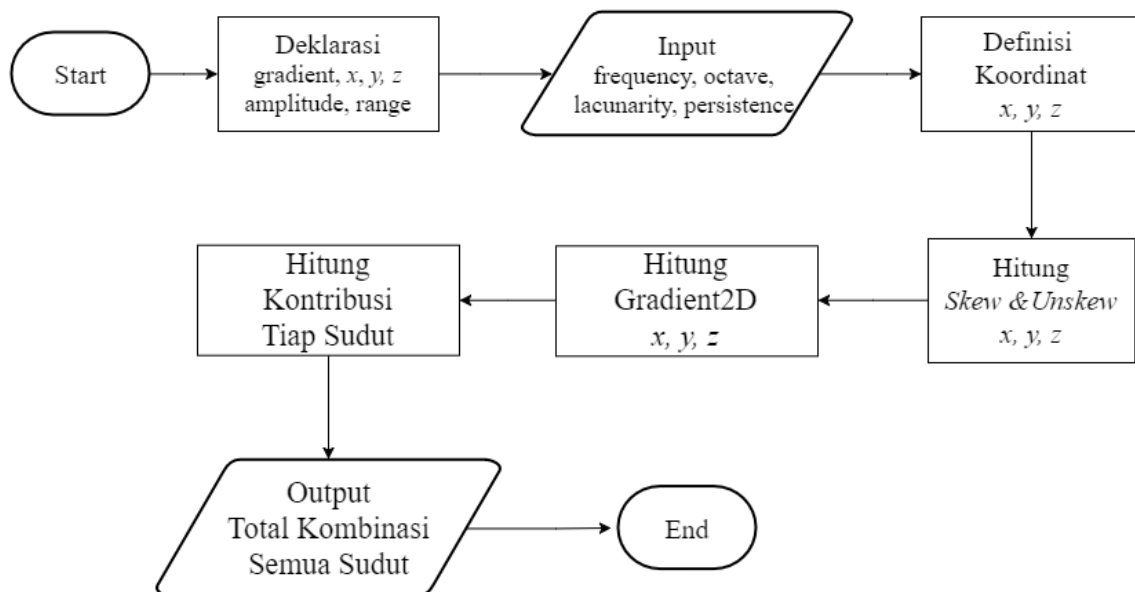 Start
Deklarasi
gradient, x, y, z
amplitude, range
Input
frequency, octave,
lacunarity, persistence
Definisi
Koordinat
x, y, z
Hitung
Skew & Unskew
x, y, z
Hitung
Gradient2D
x, y, z
Hitung
Kontribusi
Tiap Sudut
Output
Total Kombinasi
Semua Sudut
End